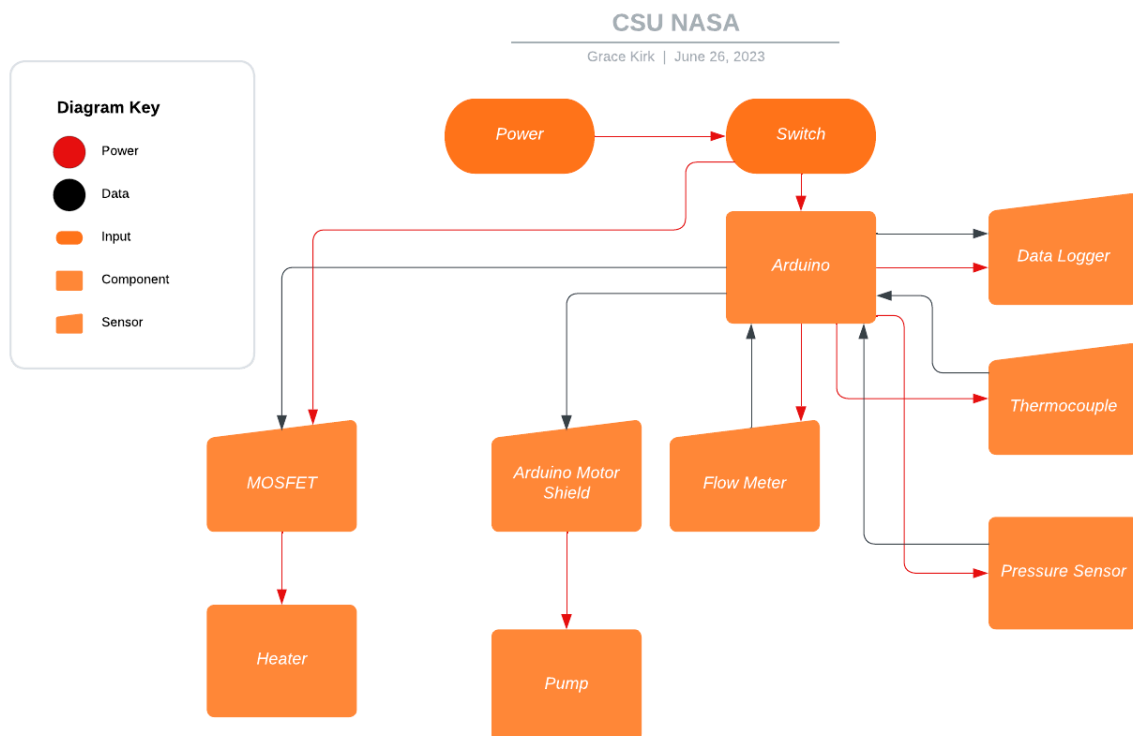 CSU NASA
Grace Kirk | June 26, 2023
Diagram Key
Power
Data
Input
Component
Sensor
Power
Switch
Arduino
Data Logger
Thermocouple
MOSFET
Arduino Motor
Shield
Flow Meter
Pressure Sensor
Heater
Pump